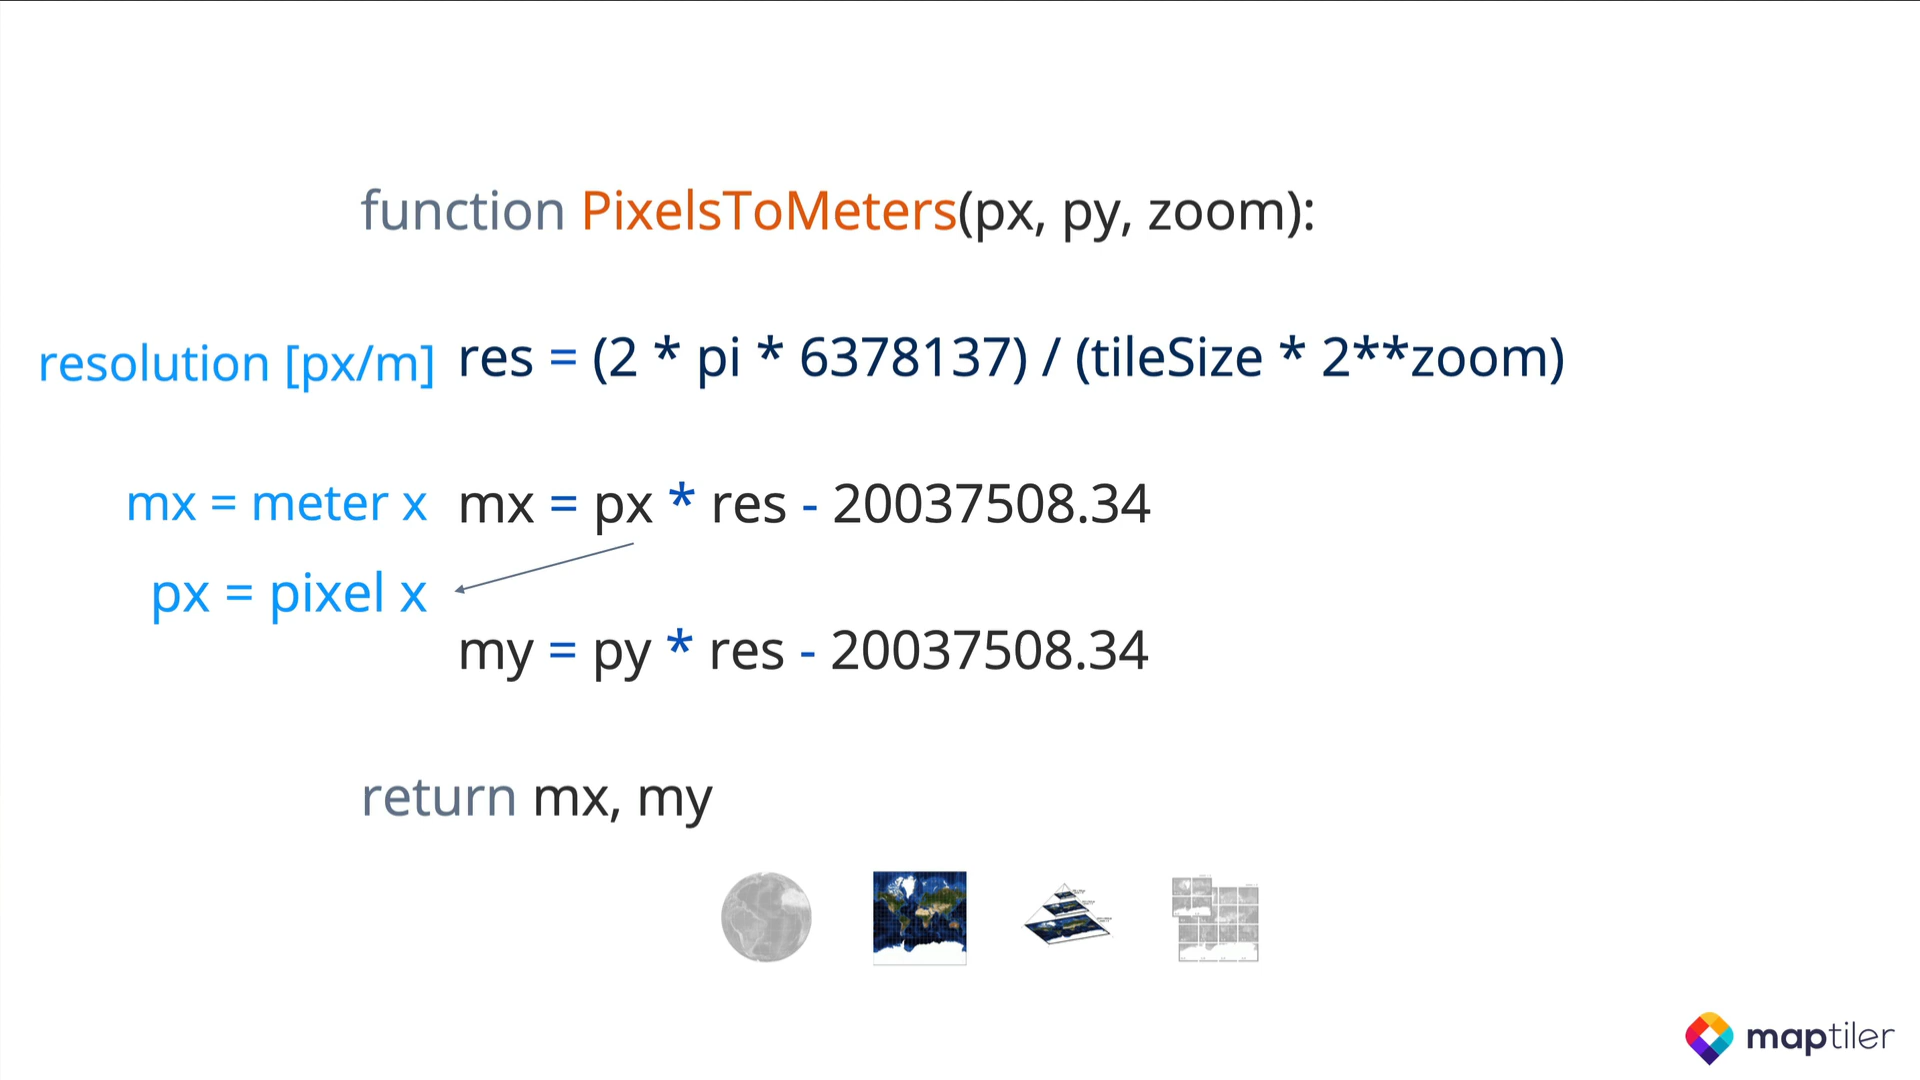 function PixelsToMeters(px, py, zoom):
resolution [px/m] res = (2 * pi * 6378137) / (tileSize * 2**zoom)
mx = meter x mx = px * res - 20037508.34
px = pixel x
my = py * res - 20037508.34
return mx, my
maptiler